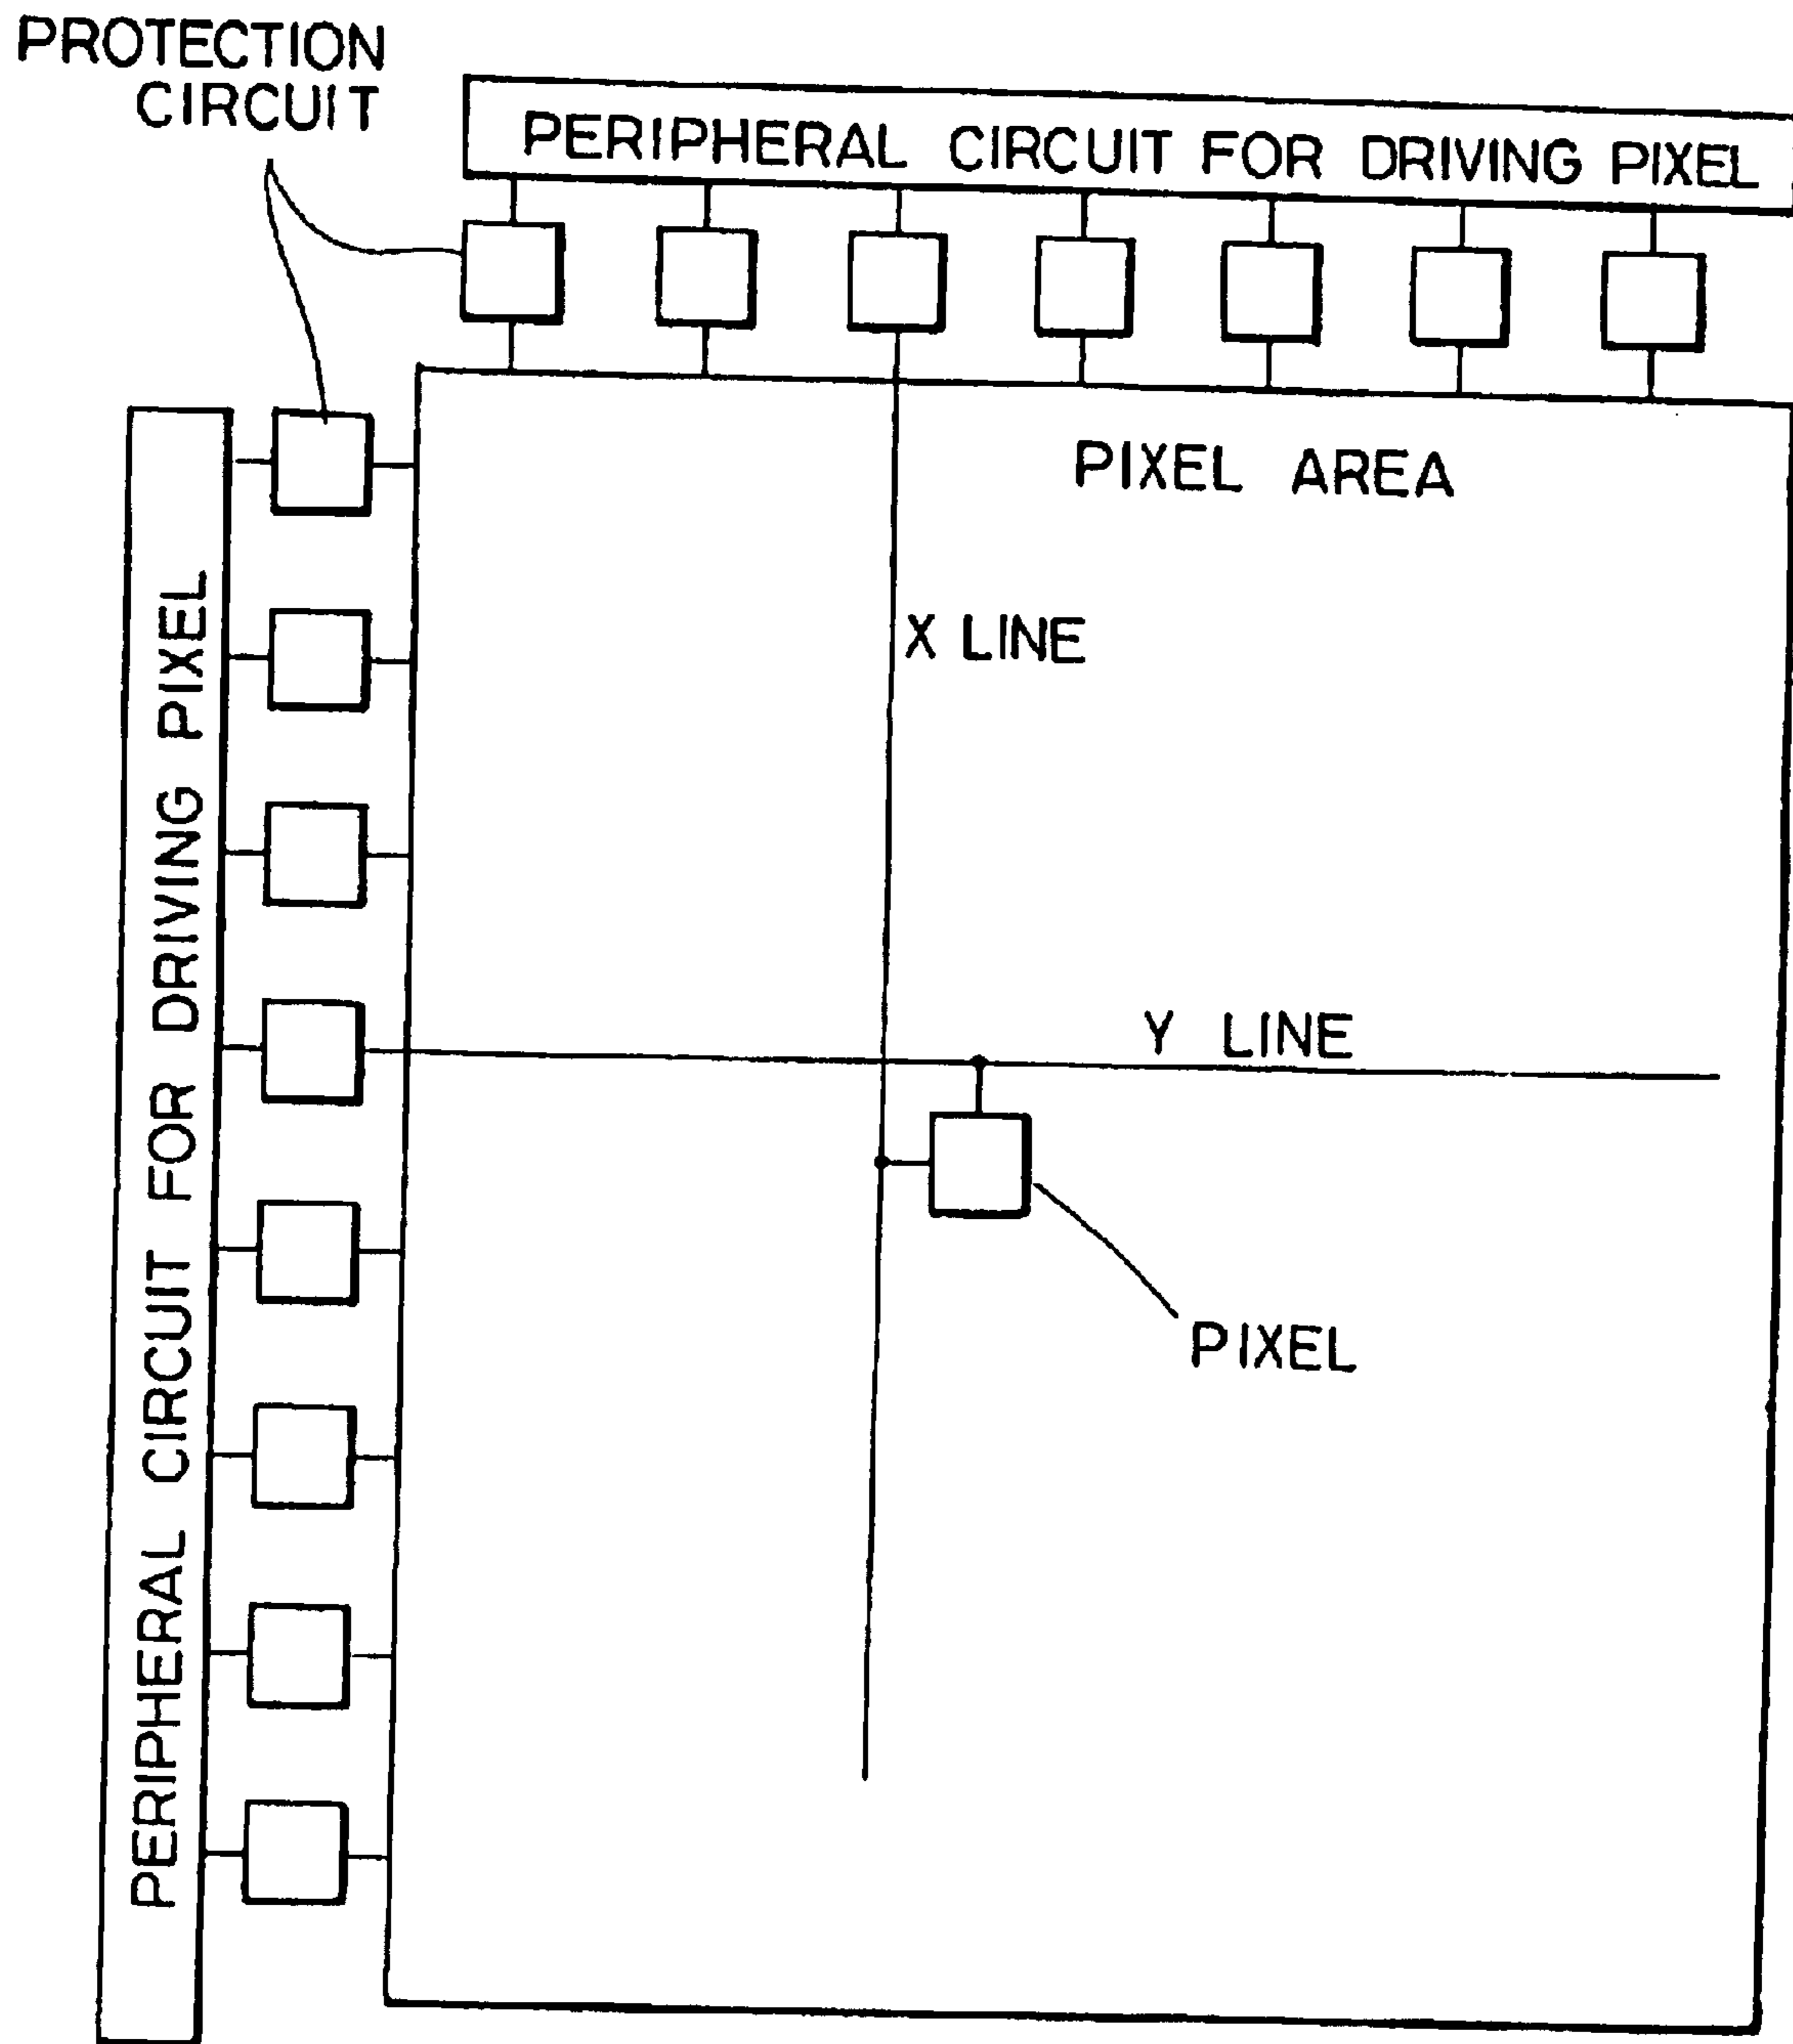 PROTECTION
CIRCUIT
PERIPHERAL CIRCUIT FOR DRIVING PIXEL
PIXEL AREA
X LINE
PERIPHERAL CIRCUIT FOR DRIVING PIXEL
Y LINE
PIXEL